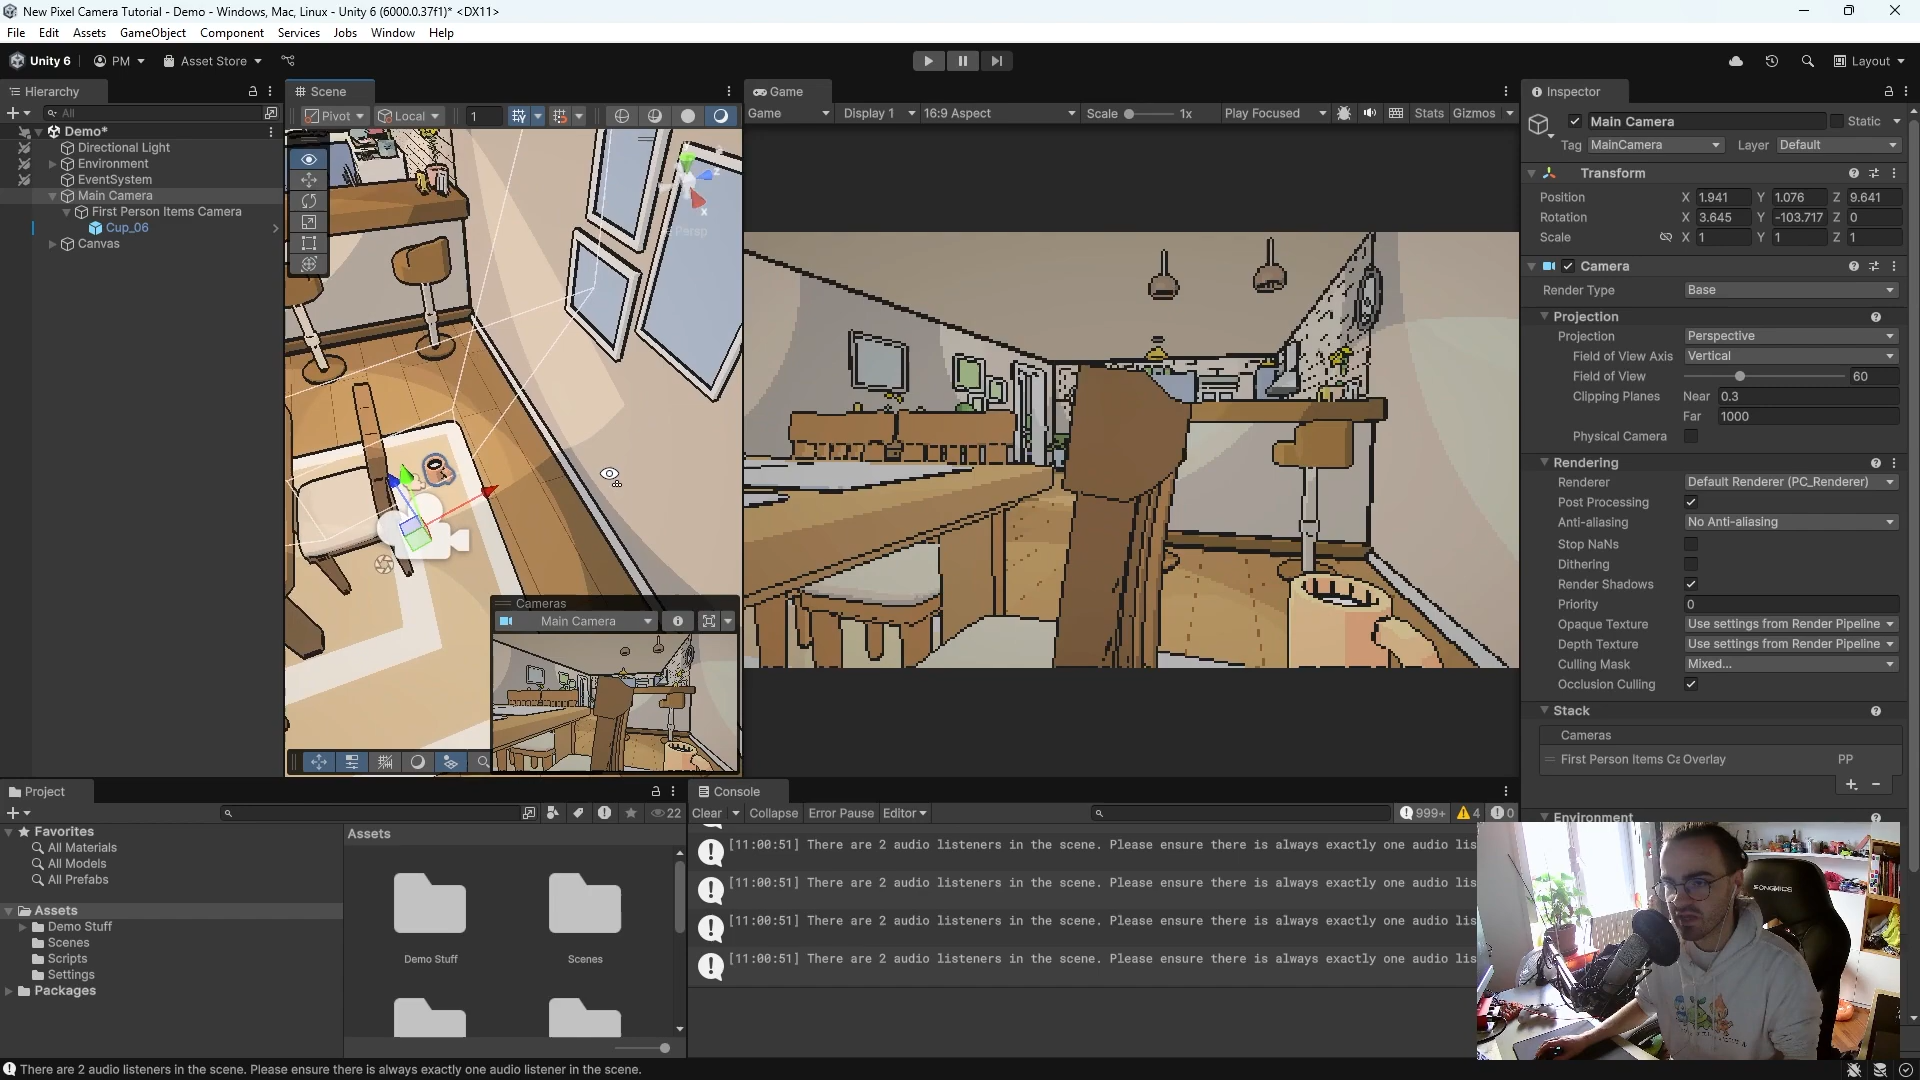 New Pixel Camera Tutorial - Demo - Windows, Mac, Linux - Unity 6 (6000.0.37f1)* <DX11>
File Edit Assets GameObject Component Services Jobs Window Help
Unity 6 PM Asset Store Layout
Hierarchy
All
Demo*
Directional Light
Environment
EventSystem
Main Camera
First Person Items Camera
Cup_06
Canvas
Scene
Pivot Local 1
Persp
Cameras
Main Camera
Game
Game Display 1 16:9 Aspect Scale 1x Play Focused Stats Gizmos
Inspector
Main Camera Static
Tag MainCamera Layer Default
Transform
Position X 1.941 Y 1.076 Z 9.641
Rotation X 3.645 Y -103.717 Z 0
Scale X 1 Y 1 Z 1
Camera
Render Type Base
Projection
Projection Perspective
Field of View Axis Vertical
Field of View 60
Clipping Planes Near 0.3
Far 1000
Physical Camera
Rendering
Renderer Default Renderer (PC_Renderer)
Post Processing
Anti-aliasing No Anti-aliasing
Stop NaNs
Dithering
Render Shadows
Priority 0
Opaque Texture Use settings from Render Pipeline
Depth Texture Use settings from Render Pipeline
Culling Mask Mixed...
Occlusion Culling
Stack
Cameras
First Person Items Ca Overlay PP
Environment
Project
22
Favorites
All Materials
All Models
All Prefabs
Assets
Demo Stuff
Scenes
Scripts
Settings
Packages
Assets
Demo Stuff
Scenes
Console
Clear Collapse Error Pause Editor 999+ 4 0
[11:00:51] There are 2 audio listeners in the scene. Please ensure there is always exactly one audio lis
[11:00:51] There are 2 audio listeners in the scene. Please ensure there is always exactly one audio lis
[11:00:51] There are 2 audio listeners in the scene. Please ensure there is always exactly one audio lis
[11:00:51] There are 2 audio listeners in the scene. Please ensure there is always exactly one audio lis
SONGMICS
There are 2 audio listeners in the scene. Please ensure there is always exactly one audio listener in the scene.